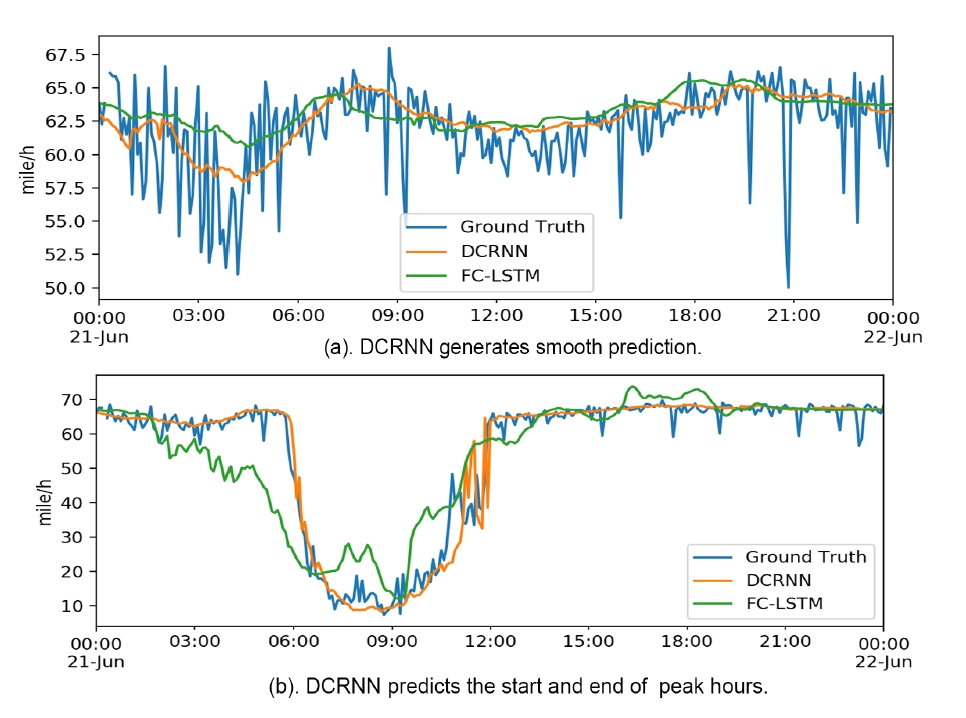 67.5
65.0
62.5
60.0
57.5
55.0
52.5
50.0
mile/h
Ground Truth
DCRNN
FC-LSTM
00:00 03:00 06:00 09:00 12:00 15:00 18:00 21:00 00:00
21-Jun 22-Jun
(a). DCRNN generates smooth prediction.
70
60
50
40
30
20
10
mile/h
Ground Truth
DCRNN
FC-LSTM
00:00 03:00 06:00 09:00 12:00 15:00 18:00 21:00 00:00
21-Jun 22-Jun
(b). DCRNN predicts the start and end of peak hours.